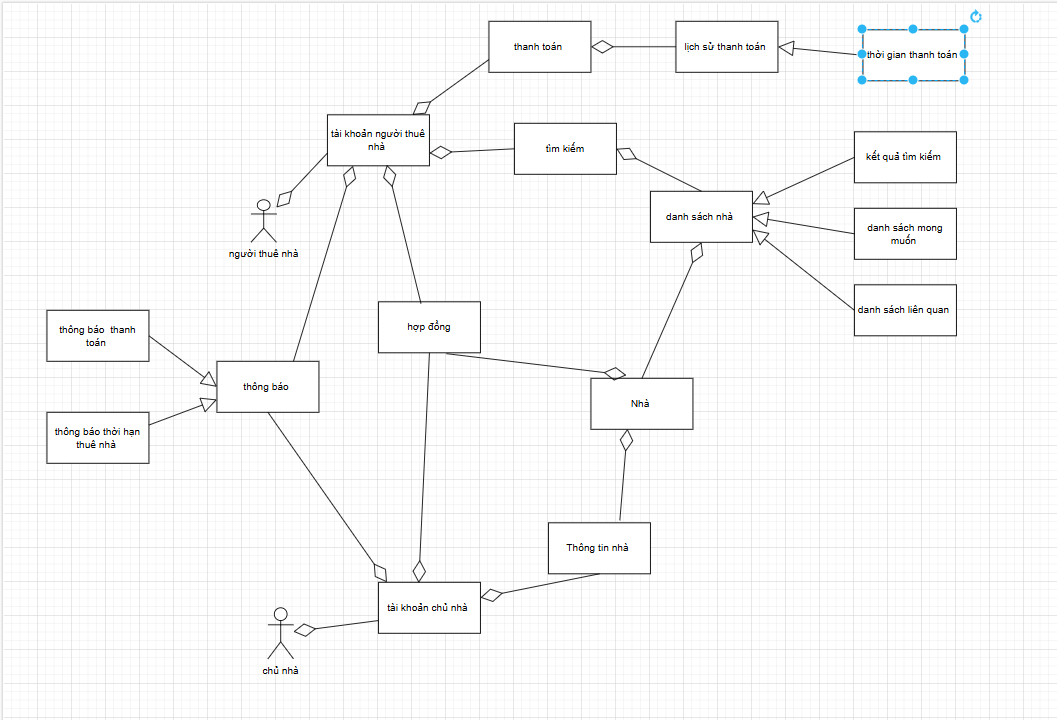 thanh toán
lịch sử thanh toán
thời gian thanh toán
tài khoản người thuê
nhà
tìm kiếm
kết quả tìm kiếm
danh sách nhà
danh sách mong
muốn
người thuê nhà
danh sách liên quan
thông báo  thanh
toán
hợp đồng
thông báo
Nhà
thông báo thời hạn
thuê nhà
Thông tin nhà
tài khoản chủ nhà
chủ nhà